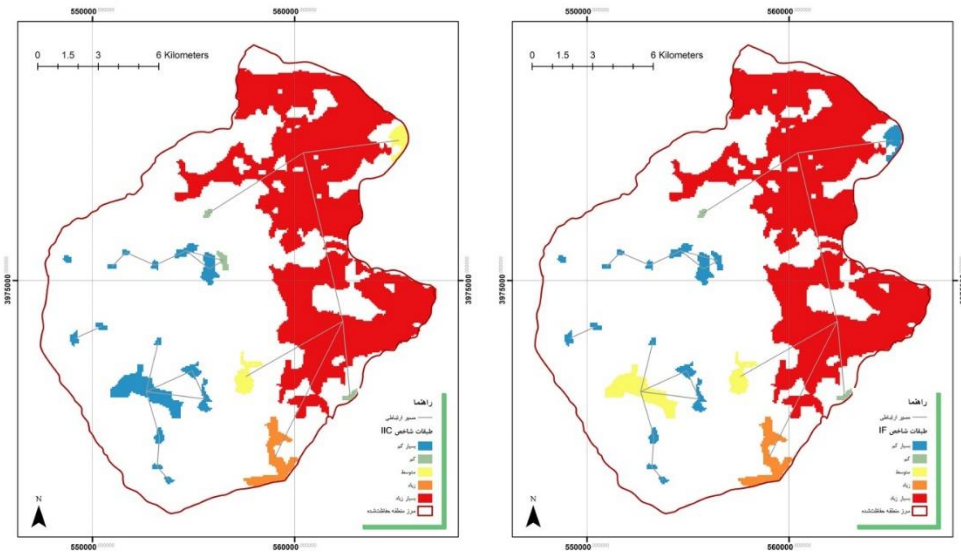 550000
560000
0 1.5 3 6 Kilometers
3975000
3975000
راهنما
مسیر ارتباطی
طبقات شاخص IIC
بسیار کم
کم
متوسط
زیاد
بسیار زیاد
مرز منطقه حفاظت‌شده
N
550000
560000
550000
560000
0 1.5 3 6 Kilometers
راهنما
مسیر ارتباطی
طبقات شاخص IF
بسیار کم
کم
متوسط
زیاد
بسیار زیاد
مرز منطقه حفاظت‌شده
N
550000
560000